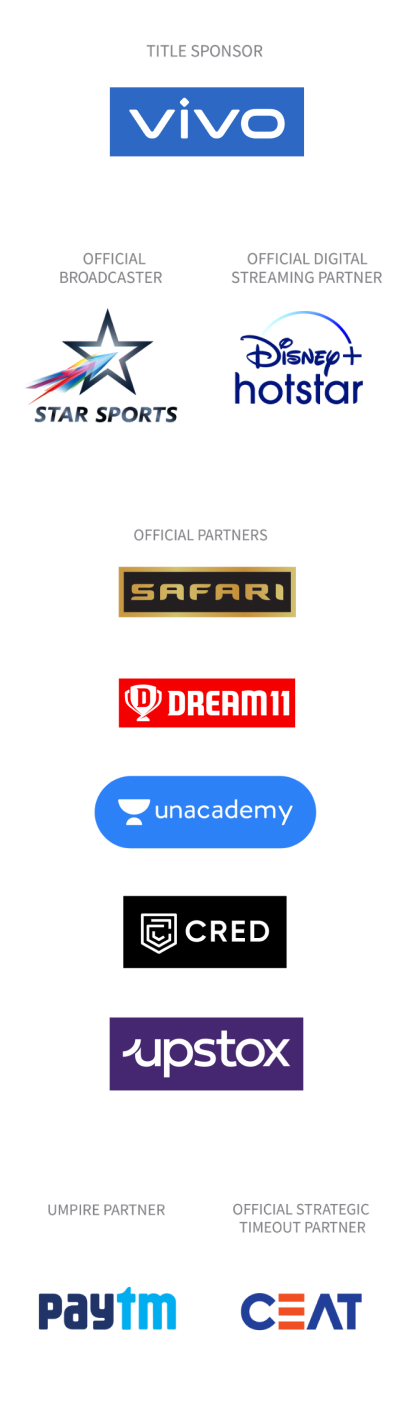 TITLE SPONSOR
vivo
OFFICIAL
BROADCASTER
STAR SPORTS
OFFICIAL DIGITAL
STREAMING PARTNER
Disney+
hotstar
OFFICIAL PARTNERS
SAFARI
D DREAM11
unacademy
CRED
upstox
UMPIRE PARTNER
paytm
OFFICIAL STRATEGIC
TIMEOUT PARTNER
CEAT